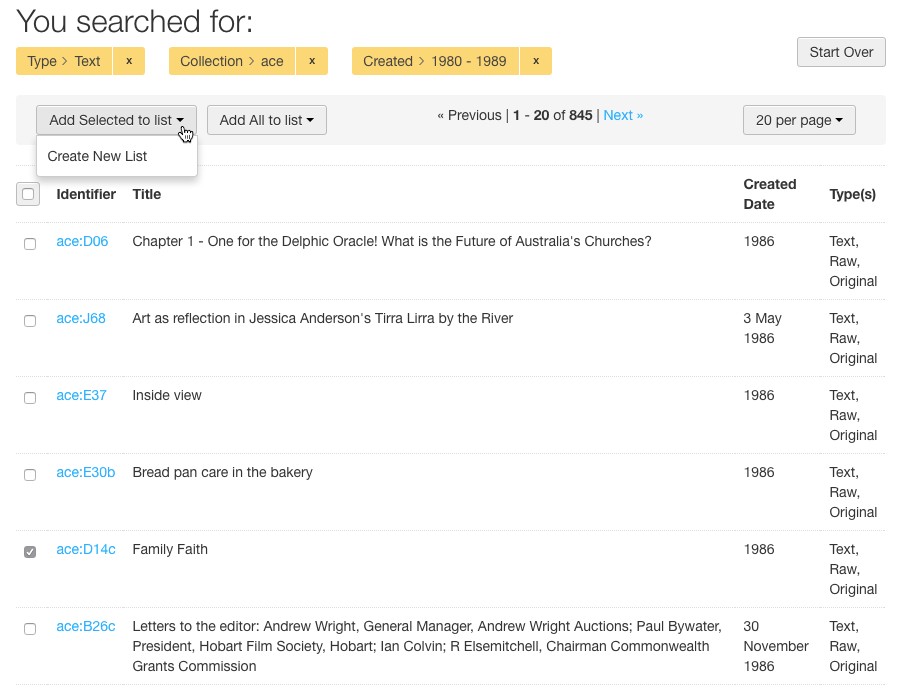 You searched for:
Type > Text x Collection > ace x Created > 1980 - 1989 x
Start Over
Add Selected to list Add All to list « Previous | 1 - 20 of 845 | Next » 20 per page
Create New List
Identifier Title Created Date Type(s)
ace:D06 Chapter 1 - One for the Delphic Oracle! What is the Future of Australia's Churches? 1986 Text,
Raw,
Original
ace:J68 Art as reflection in Jessica Anderson's Tirra Lirra by the River 3 May Text,
1986 Raw,
Original
ace:E37 Inside view 1986 Text,
Raw,
Original
ace:E30b Bread pan care in the bakery 1986 Text,
Raw,
Original
ace:D14c Family Faith 1986 Text,
Raw,
Original
ace:B26c Letters to the editor: Andrew Wright, General Manager, Andrew Wright Auctions; Paul Bywater, 30 Text,
President, Hobart Film Society, Hobart; Ian Colvin; R Elsemitchell, Chairman Commonwealth November Raw,
Grants Commission 1986 Original